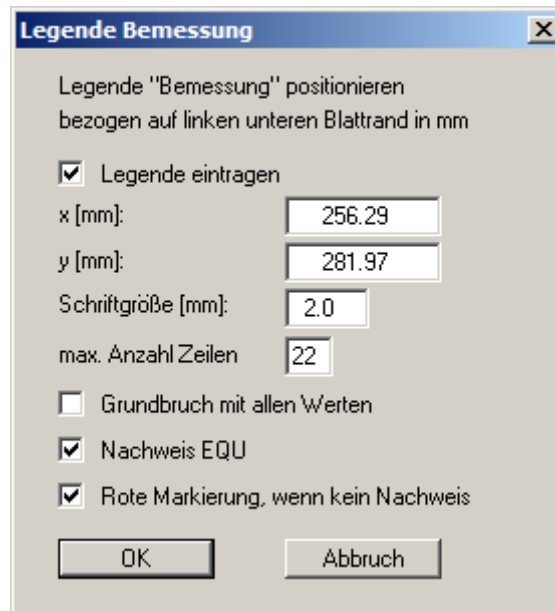 Legende Bemessung
Legende "Bemessung" positionieren
bezogen auf linken unteren Blattrand in mm
Legende eintragen
x [mm]: 256.29
y [mm]: 281.97
Schriftgröße [mm]: 2.0
max. Anzahl Zeilen 22
Grundbruch mit allen Werten
Nachweis EQU
Rote Markierung, wenn kein Nachweis
OK Abbruch